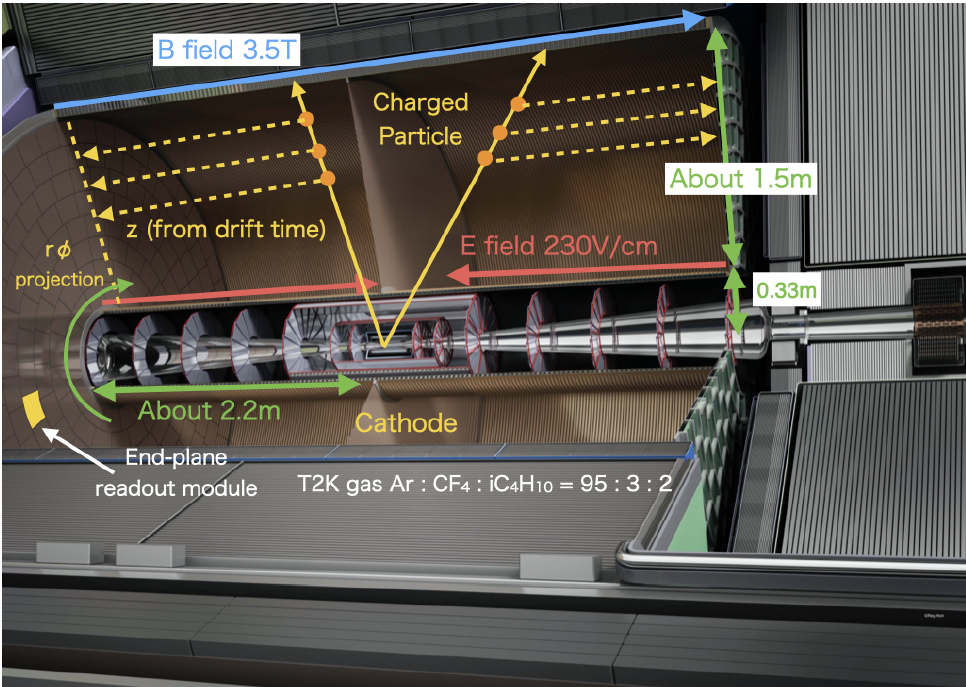 B field 3.5T
Charged
Particle
About 1.5m
z (from drift time)
E field 230V/cm
rφ
projection
0.33m
About 2.2m
Cathode
End-plane
readout module
T2K gas Ar : CF₄ : iC₄H₁₀ = 95 : 3 : 2